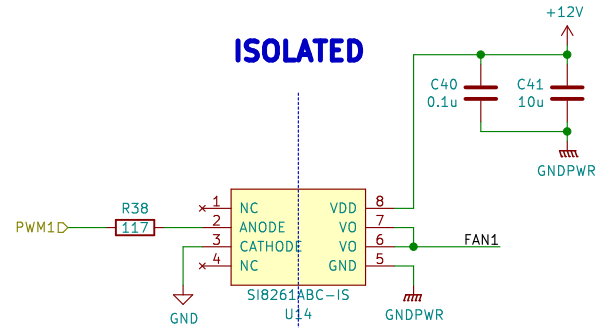 +12V
ISOLATED
C40
0.1u
C41
10u
GNDPWR
R38
117
PWM1
1
NC
VDD
8
2
ANODE
VO
7
3
CATHODE
VO
6
FAN1
4
NC
GND
5
SI8261ABC-IS
U14
GND
GNDPWR